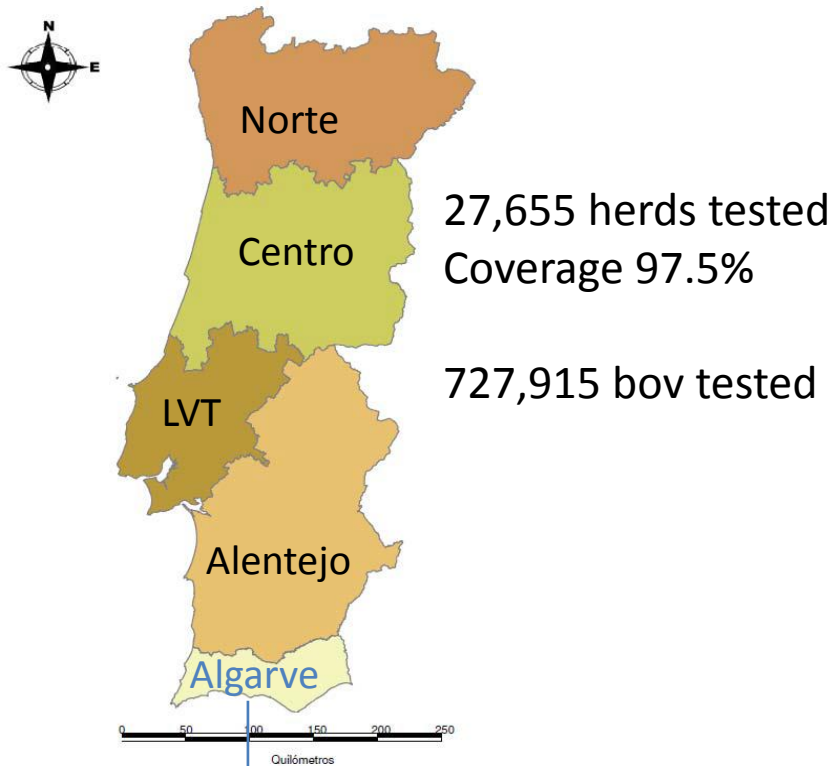 N
E
Norte
27,655 herds tested
Centro
Coverage 97.5%
727,915 bov tested
LVT
Alentejo
Algarve
0 50 100 150 200 250
Quilómetros